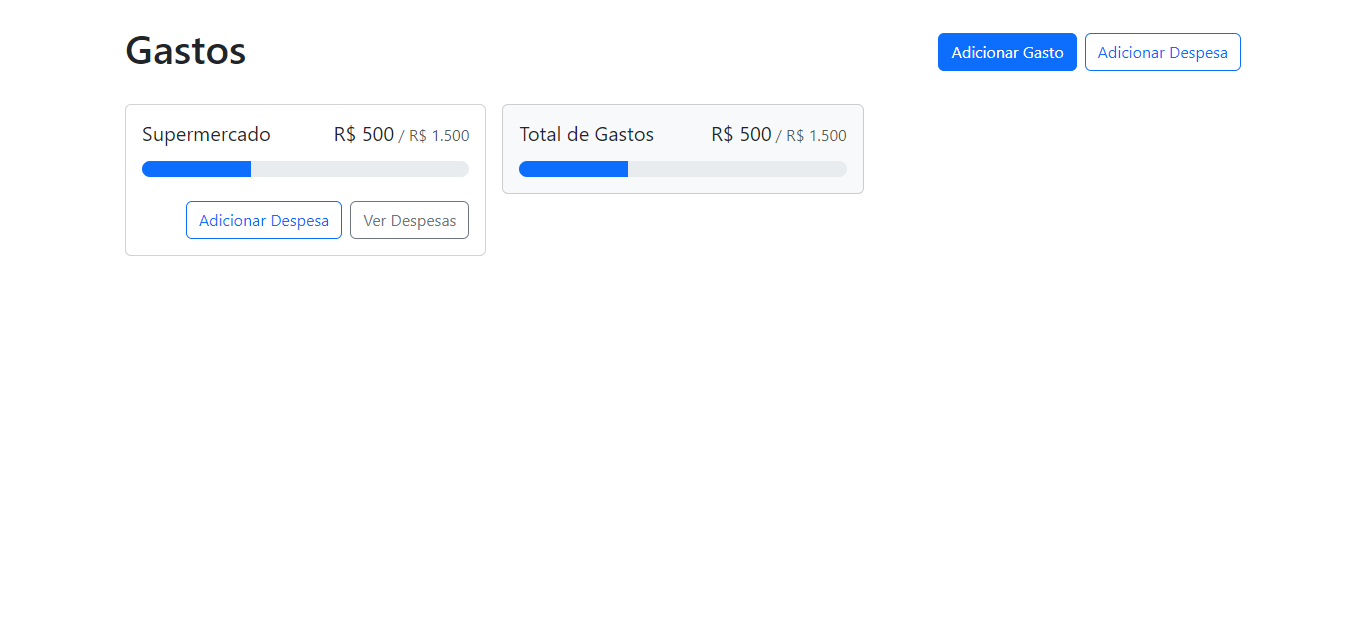 Gastos
Adicionar Gasto
Adicionar Despesa
Supermercado R$ 500 / R$ 1.500
Adicionar Despesa
Ver Despesas
Total de Gastos R$ 500 / R$ 1.500